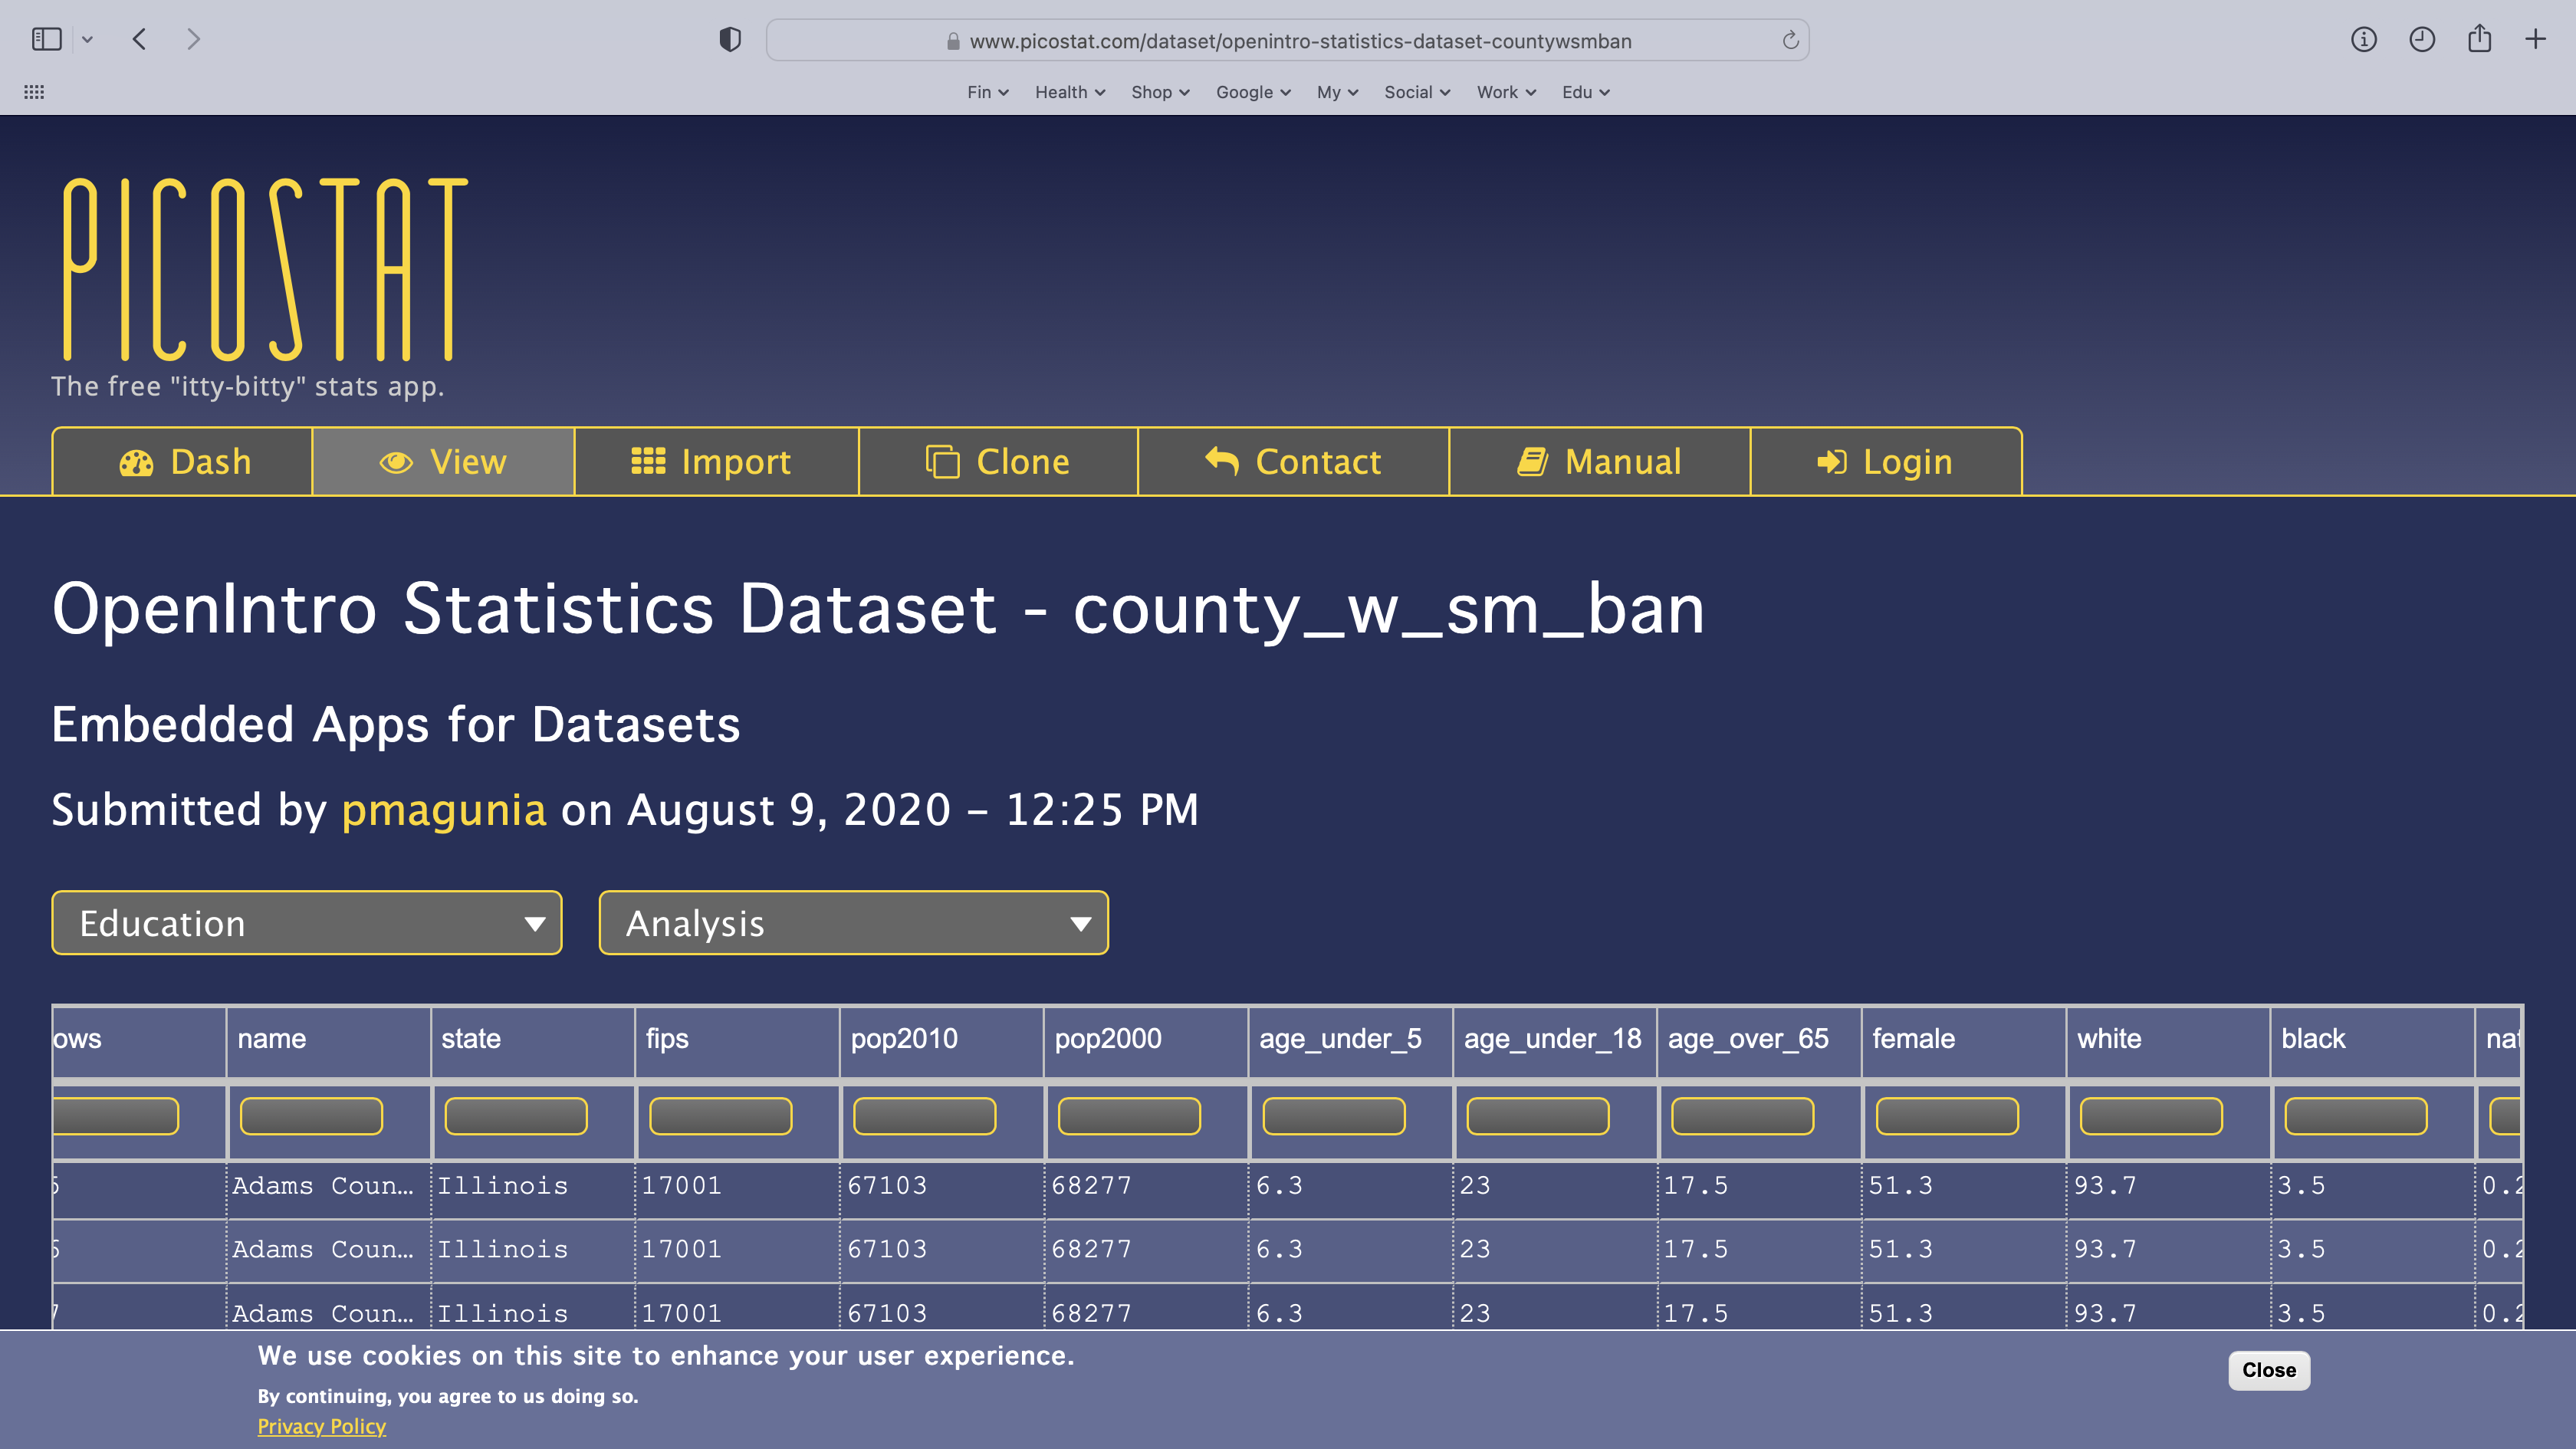 www.picostat.com/dataset/openintro-statistics-dataset-countywsmban
Fin Health Shop Google My Social Work Edu
PICOSTAT
The free "itty-bitty" stats app.
Dash View Import Clone Contact Manual Login
OpenIntro Statistics Dataset - county_w_sm_ban
Embedded Apps for Datasets
Submitted by pmagunia on August 9, 2020 – 12:25 PM
Education Analysis
ows name state fips pop2010 pop2000 age_under_5 age_under_18 age_over_65 female white black nat
Adams Coun… Illinois 17001 67103 68277 6.3 23 17.5 51.3 93.7 3.5 0.2
Adams Coun… Illinois 17001 67103 68277 6.3 23 17.5 51.3 93.7 3.5 0.2
Adams Coun… Illinois 17001 67103 68277 6.3 23 17.5 51.3 93.7 3.5 0.2
We use cookies on this site to enhance your user experience.
By continuing, you agree to us doing so.
Privacy Policy
Close